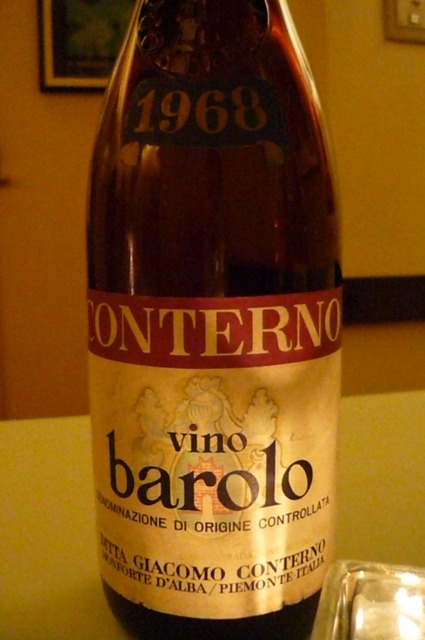 1968
CONTERNO
vino
barolo
DENOMINAZIONE DI ORIGINE CONTROLLATA
DITTA GIACOMO CONTERNO
MONFORTE D'ALBA/PIEMONTE ITALIA